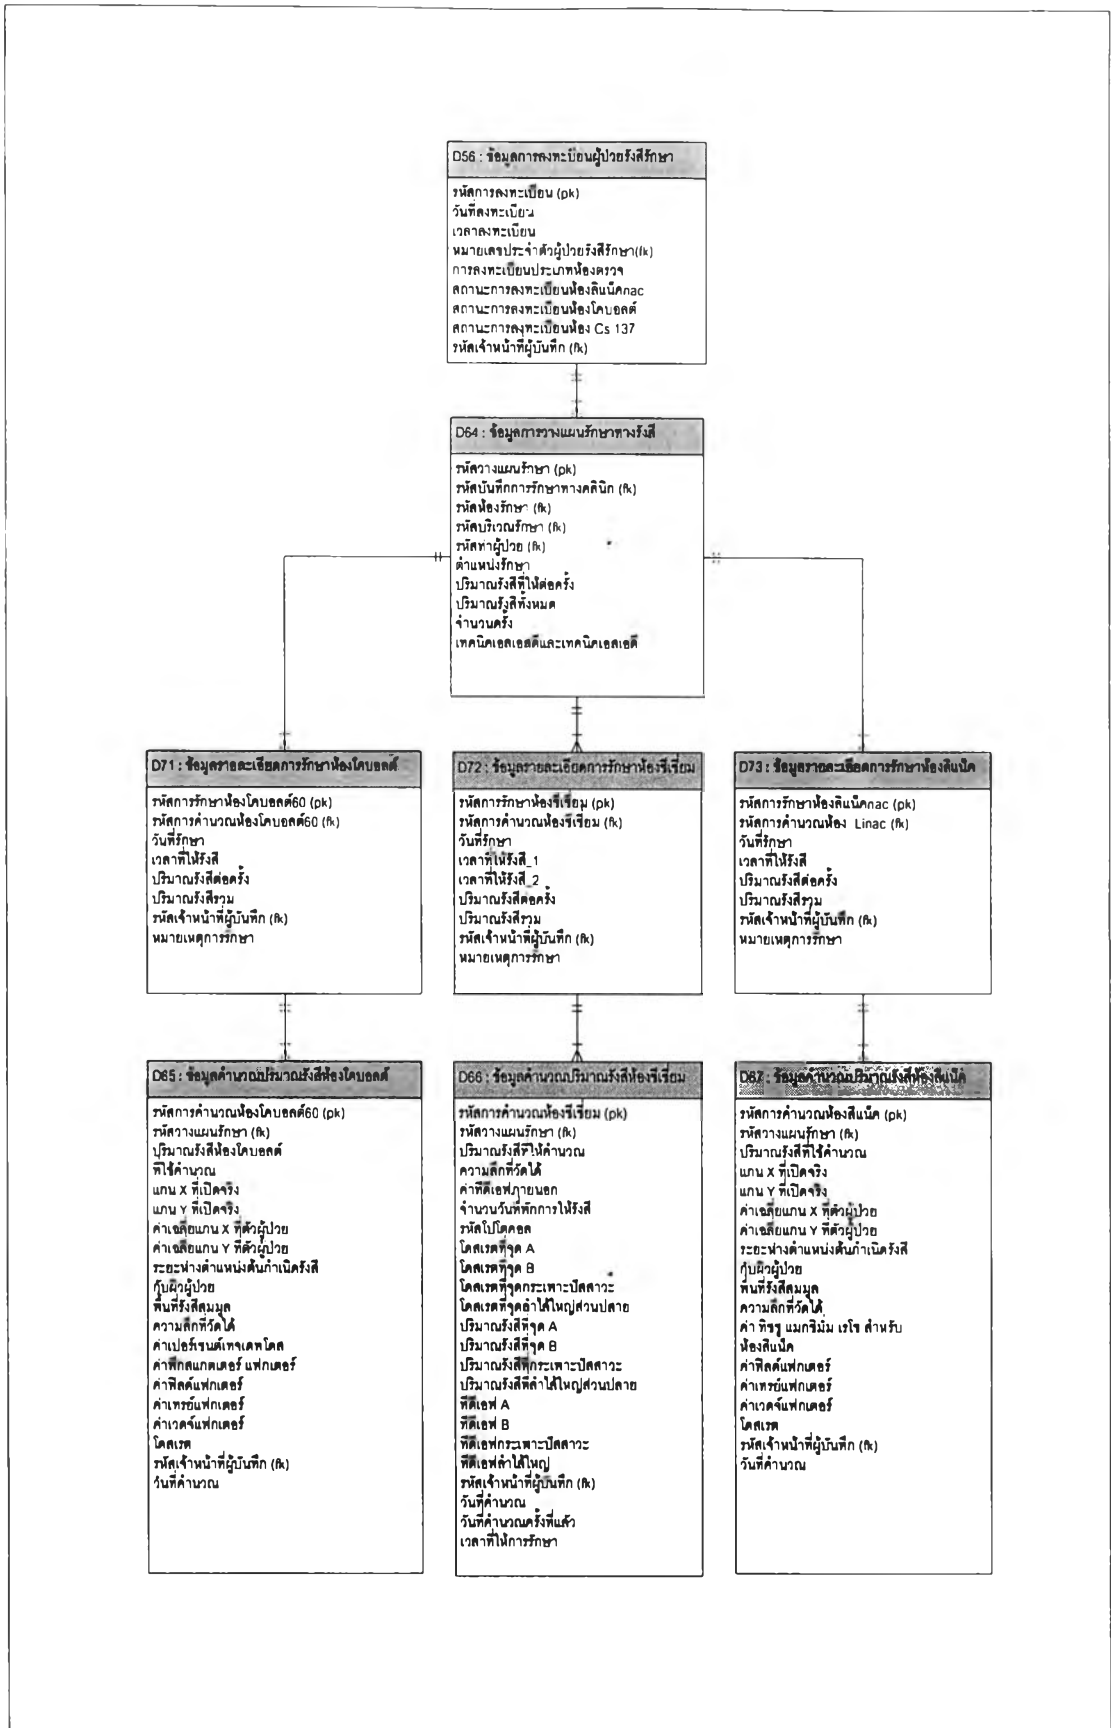 D56 : ข้อมูลการลงทะเบียนผู้ป่วยรังสีรักษา
รหัสการลงทะเบียน (pk)
วันที่ลงทะเบียน
เวลาลงทะเบียน
หมายเลขประจำตัวผู้ป่วยรังสีรักษา(fk)
การลงทะเบียนประเภทห้องตรวจ
สถานะการลงทะเบียนห้องลิแน็คnac
สถานะการลงทะเบียนห้องโคบอลต์
สถานะการลงทะเบียนห้อง Cs 137
รหัสเจ้าหน้าที่ผู้บันทึก (fk)
D64 : ข้อมูลการวางแผนรักษาทางรังสี
รหัสวางแผนรักษา (pk)
รหัสบันทึกการรักษาทางคลินิก (fk)
รหัสห้องรักษา (fk)
รหัสบริเวณรักษา (fk)
รหัสท่าผู้ป่วย (fk)
ตำแหน่งรักษา
ปริมาณรังสีที่ให้ต่อครั้ง
ปริมาณรังสีทั้งหมด
จำนวนครั้ง
เทคนิคเอสเอสดีและเทคนิคเอสเอดี
D71 : ข้อมูลรายละเอียดการรักษาห้องโคบอลต์
รหัสการรักษาห้องโคบอลต์60 (pk)
รหัสการคำนวณห้องโคบอลต์60 (fk)
วันที่รักษา
เวลาที่ให้รังสี
ปริมาณรังสีต่อครั้ง
ปริมาณรังสีรวม
รหัสเจ้าหน้าที่ผู้บันทึก (fk)
หมายเหตุการรักษา
D72 : ข้อมูลรายละเอียดการรักษาห้องซีเซี่ยม
รหัสการรักษาห้องซีเซี่ยม (pk)
รหัสการคำนวณห้องซีเซี่ยม (fk)
วันที่รักษา
เวลาที่ให้รังสี_1
เวลาที่ให้รังสี_2
ปริมาณรังสีต่อครั้ง
ปริมาณรังสีรวม
รหัสเจ้าหน้าที่ผู้บันทึก (fk)
หมายเหตุการรักษา
D73 : ข้อมูลรายละเอียดการรักษาห้องลิแน็ค
รหัสการรักษาห้องลิแน็คnac (pk)
รหัสการคำนวณห้อง Linac (fk)
วันที่รักษา
เวลาที่ให้รังสี
ปริมาณรังสีต่อครั้ง
ปริมาณรังสีรวม
รหัสเจ้าหน้าที่ผู้บันทึก (fk)
หมายเหตุการรักษา
D65 : ข้อมูลคำนวณปริมาณรังสีห้องโคบอลต์
รหัสการคำนวณห้องโคบอลต์60 (pk)
รหัสวางแผนรักษา (fk)
ปริมาณรังสีห้องโคบอลต์
ที่ใช้คำนวณ
แกน X ที่เปิดจริง
แกน Y ที่เปิดจริง
ค่าเฉลี่ยแกน X ที่ตัวผู้ป่วย
ค่าเฉลี่ยแกน Y ที่ตัวผู้ป่วย
ระยะห่างตำแหน่งต้นกำเนิดรังสี
กับผิวผู้ป่วย
พื้นที่รังสีสมมูล
ความลึกที่วัดได้
ค่าเปอร์เซนต์เทจเดพโดส
ค่าพีกสแกตเตอร์ แฟกเตอร์
ค่าฟิลด์แฟกเตอร์
ค่าเทรย์แฟกเตอร์
ค่าเวดจ์แฟกเตอร์
โดสเรต
รหัสเจ้าหน้าที่ผู้บันทึก (fk)
วันที่คำนวณ
D66 : ข้อมูลคำนวณปริมาณรังสีห้องซีเซี่ยม
รหัสการคำนวณห้องซีเซี่ยม (pk)
รหัสวางแผนรักษา (fk)
ปริมาณรังสีที่ให้คำนวณ
ความลึกที่วัดได้
ค่าทีดีเอฟภายนอก
จำนวนวันที่พักการให้รังสี
รหัสโปโตคอล
โดสเรตที่จุด A
โดสเรตที่จุด B
โดสเรตที่จุดกระเพาะปัสสาวะ
โดสเรตที่จุดลำไส้ใหญ่ส่วนปลาย
ปริมาณรังสีที่จุด A
ปริมาณรังสีที่จุด B
ปริมาณรังสีที่กระเพาะปัสสาวะ
ปริมาณรังสีที่ลำไส้ใหญ่ส่วนปลาย
ทีดีเอฟ A
ทีดีเอฟ B
ทีดีเอฟกระเพาะปัสสาวะ
ทีดีเอฟลำไส้ใหญ่
รหัสเจ้าหน้าที่ผู้บันทึก (fk)
วันที่คำนวณ
วันที่คำนวณครั้งที่แล้ว
เวลาที่ให้การรักษา
D67 : ข้อมูลคำนวณปริมาณรังสีห้องลิแน็ค
รหัสการคำนวณห้องลิแน็ค (pk)
รหัสวางแผนรักษา (fk)
ปริมาณรังสีที่ใช้คำนวณ
แกน X ที่เปิดจริง
แกน Y ที่เปิดจริง
ค่าเฉลี่ยแกน X ที่ตัวผู้ป่วย
ค่าเฉลี่ยแกน Y ที่ตัวผู้ป่วย
ระยะห่างตำแหน่งต้นกำเนิดรังสี
กับผิวผู้ป่วย
พื้นที่รังสีสมมูล
ความลึกที่วัดได้
ค่า ทิชชู แมกซิมั่ม เรโช สำหรับ
ห้องลิแน็ค
ค่าฟิลด์แฟกเตอร์
ค่าเทรย์แฟกเตอร์
ค่าเวดจ์แฟกเตอร์
โดสเรต
รหัสเจ้าหน้าที่ผู้บันทึก (fk)
วันที่คำนวณ